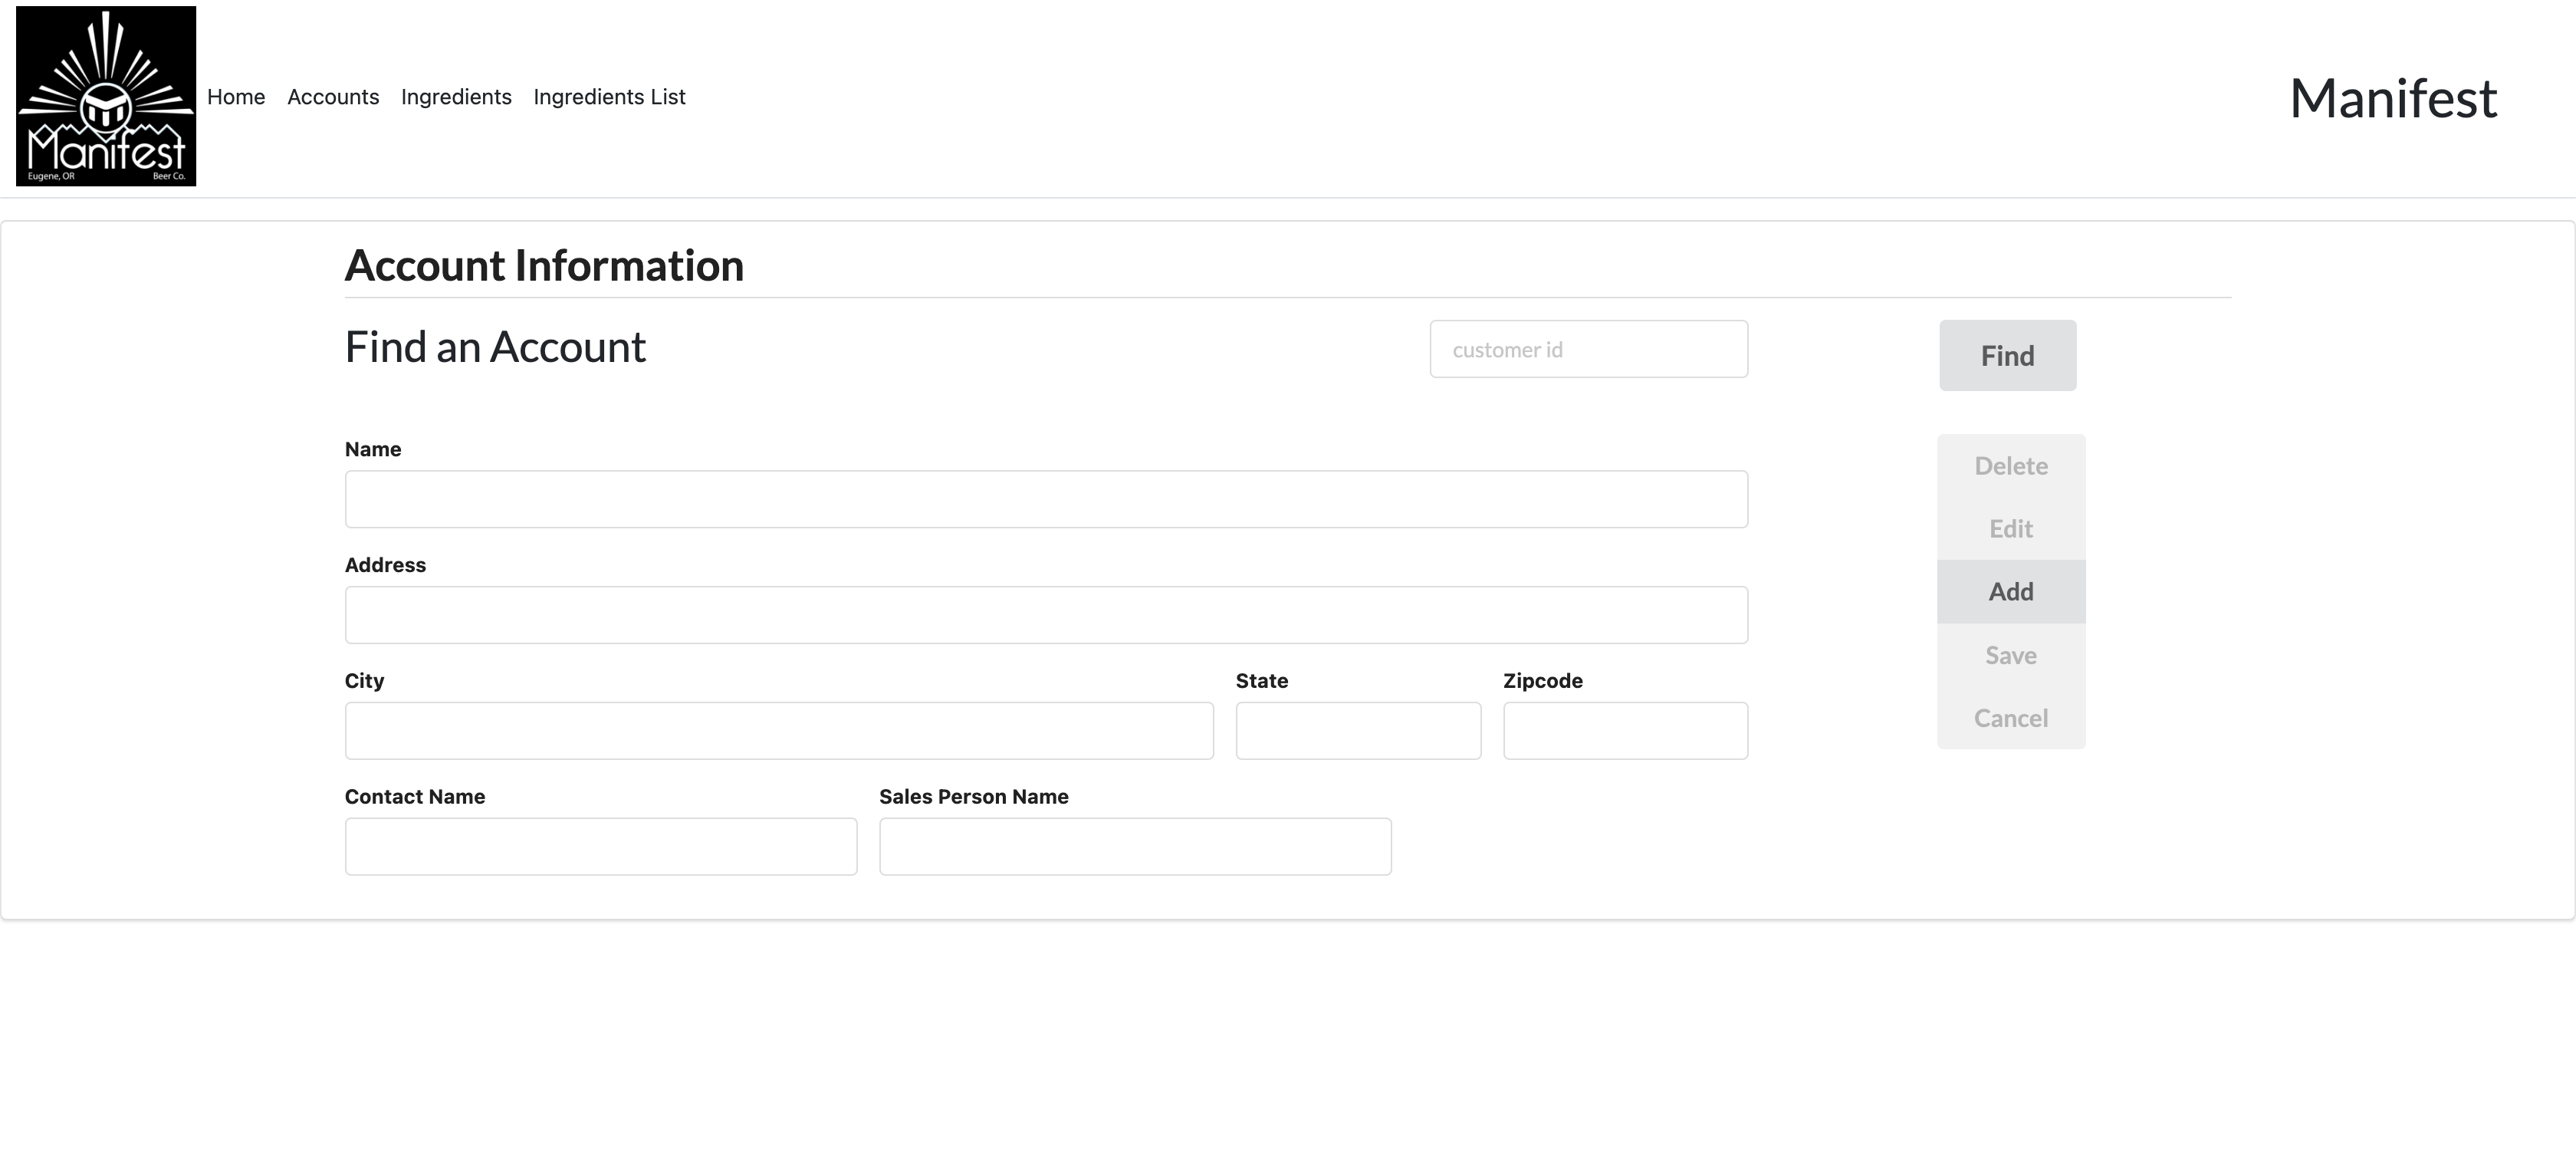 Manifest
Eugene, OR Beer Co.
Home Accounts Ingredients Ingredients List
Manifest
Account Information
Find an Account
customer id
Find
Name
Delete
Edit
Address
Add
City State Zipcode
Save
Cancel
Contact Name Sales Person Name